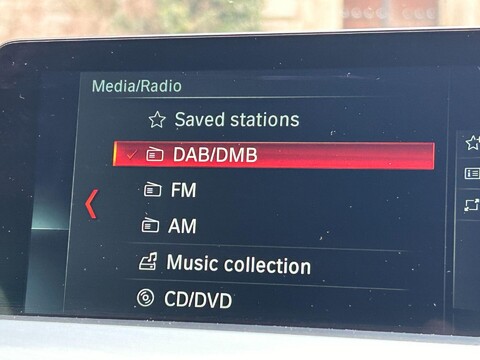 Media/Radio
Saved stations
DAB/DMB
FM
AM
Music collection
CD/DVD